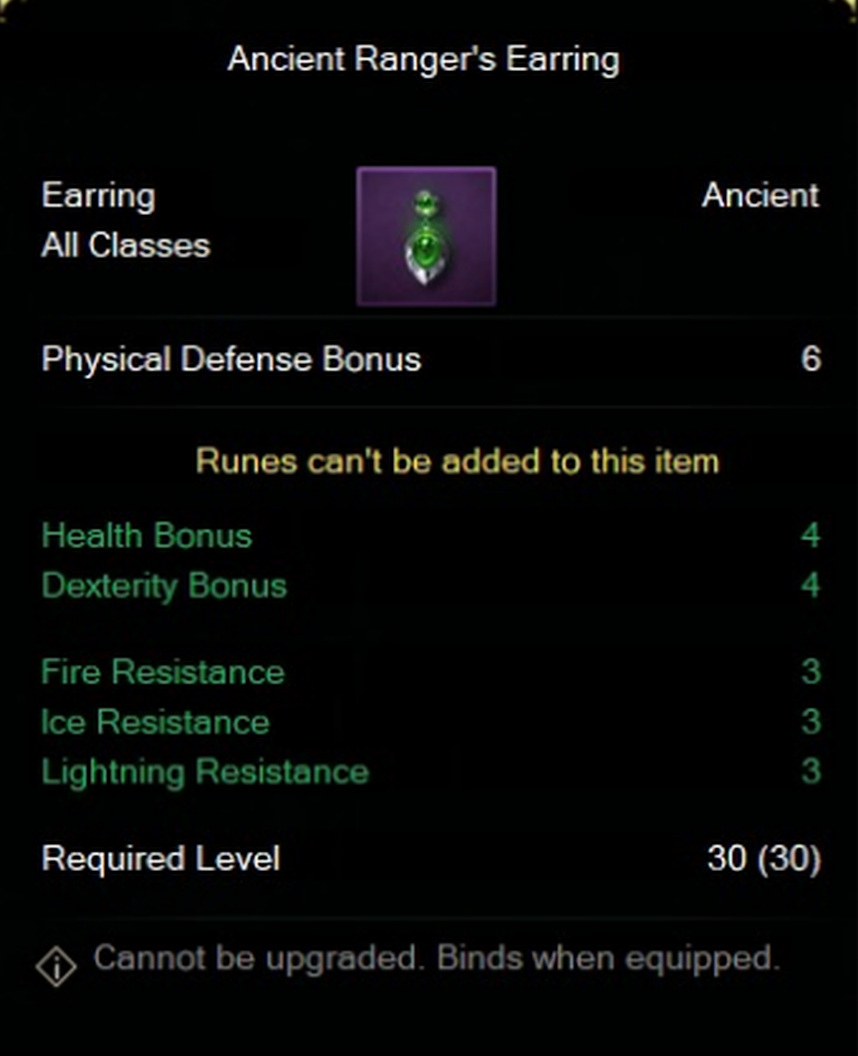 Ancient Ranger's Earring
Earring Ancient
All Classes
Physical Defense Bonus 6
Runes can't be added to this item
Health Bonus 4
Dexterity Bonus 4
Fire Resistance 3
Ice Resistance 3
Lightning Resistance 3
Required Level 30 (30)
Cannot be upgraded. Binds when equipped.